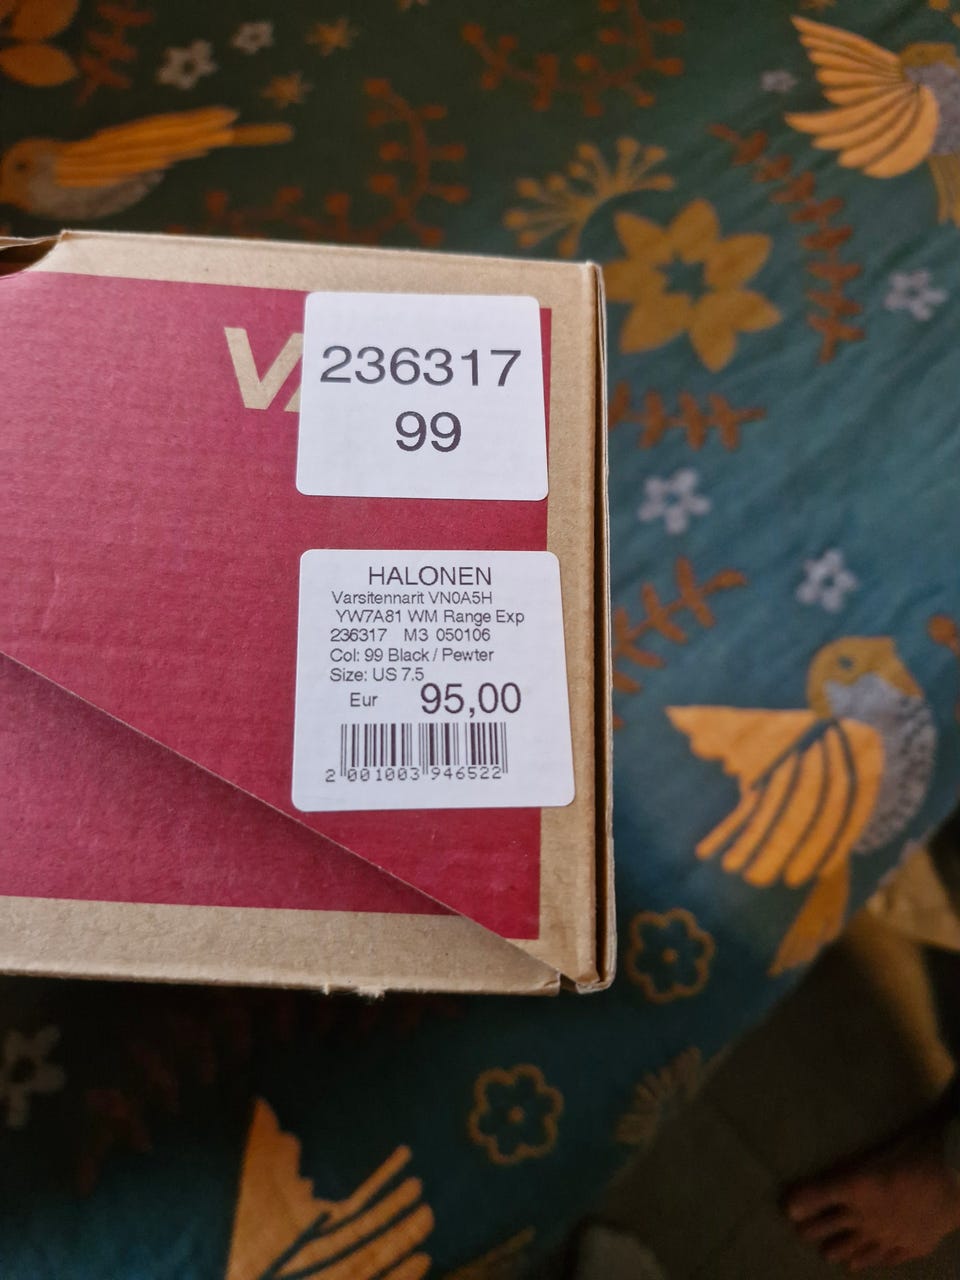 VA
236317
99
HALONEN
Varsitennarit VN0A5H
YW7A81 WM Range Exp
236317 M3 050106
Col: 99 Black / Pewter
Size: US 7.5
Eur 95,00
2 001003 946522